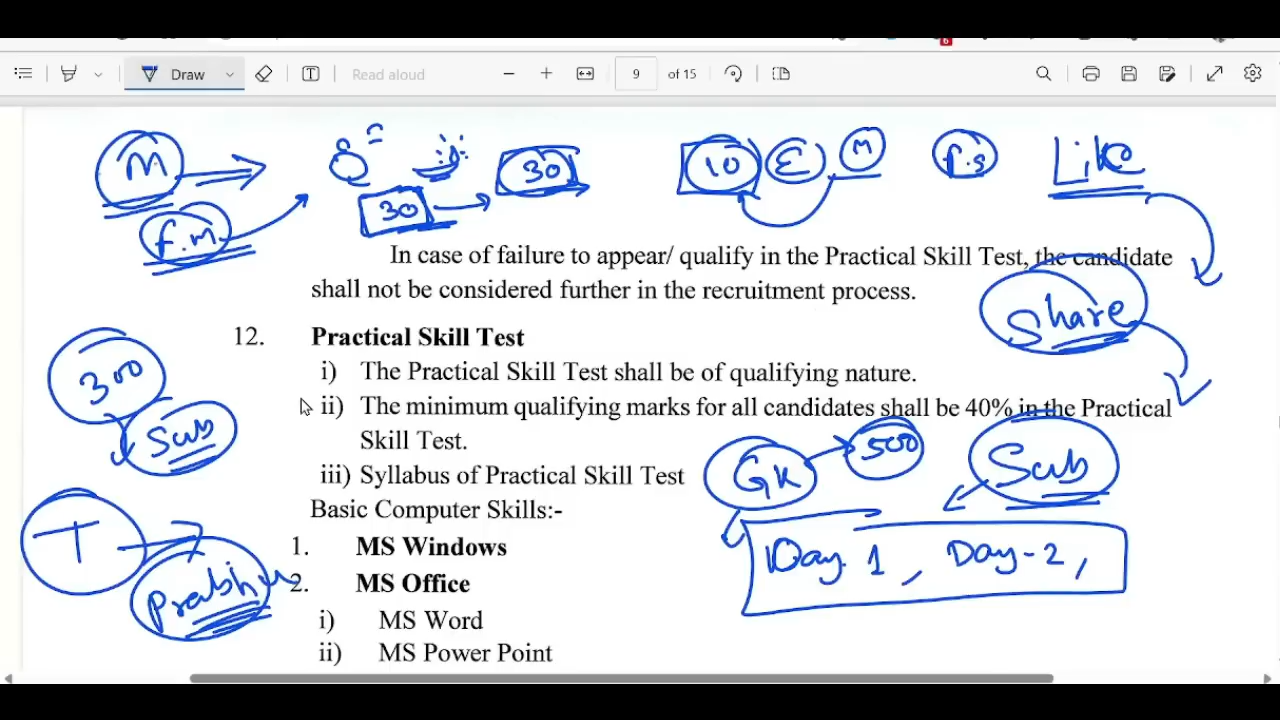 Draw
Read aloud
9 of 15
6
M
30
30
10 E M
f.s
Like
f.m
In case of failure to appear/ qualify in the Practical Skill Test, the candidate
shall not be considered further in the recruitment process.
Share
12. Practical Skill Test
i) The Practical Skill Test shall be of qualifying nature.
300
ii) The minimum qualifying marks for all candidates shall be 40% in the Practical
Skill Test.
Sub
500
iii) Syllabus of Practical Skill Test
GK
Sub
Basic Computer Skills:-
T
1. MS Windows
Day 1, Day-2,
Prabhu
2. MS Office
i) MS Word
ii) MS Power Point